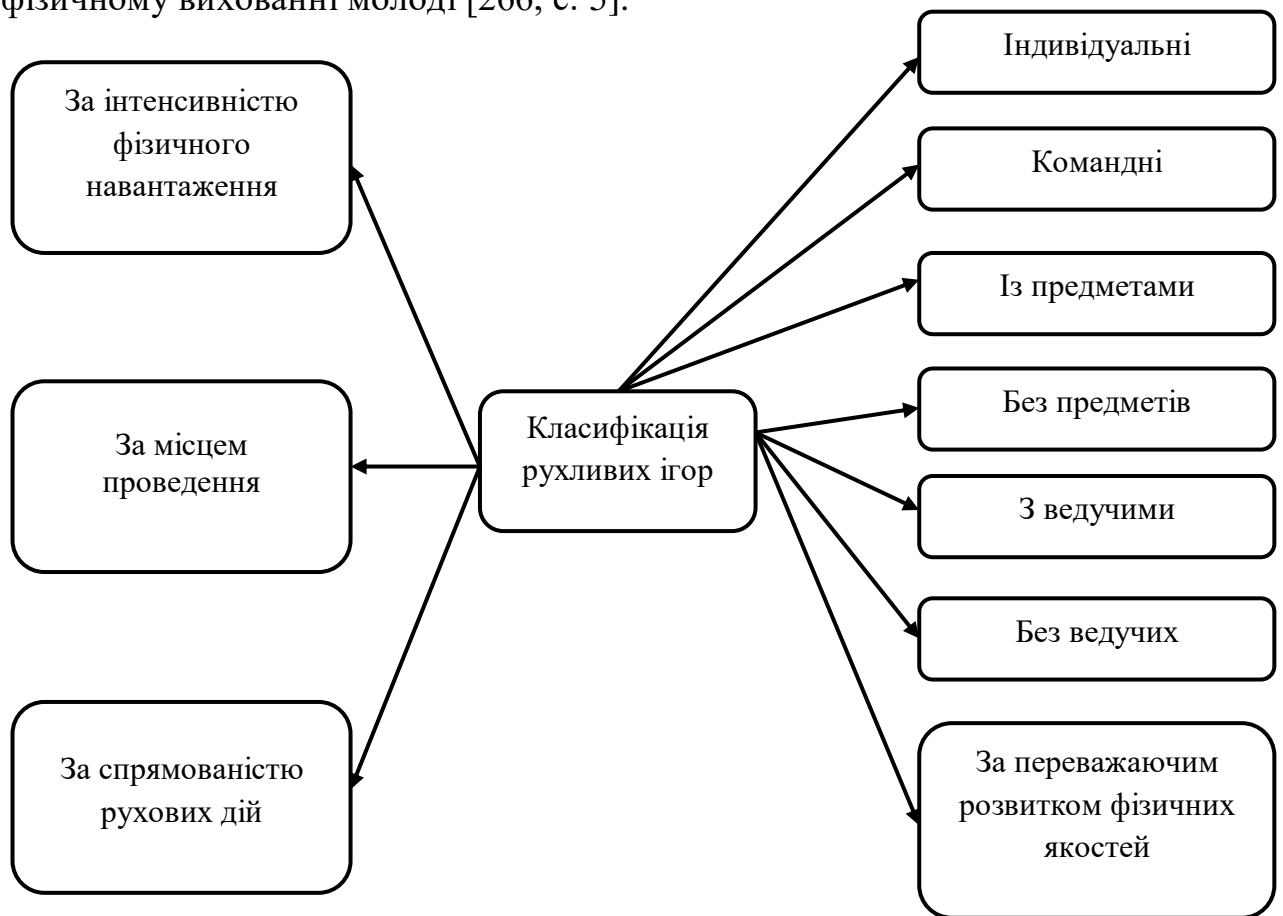 фізичному вихованні молоді [266, с. 5].
Індивідуальні
За інтенсивністю
фізичного
навантаження
Командні
Із предметами
Без предметів
Класифікація
рухливих ігор
За місцем
проведення
З ведучими
Без ведучих
За спрямованістю
рухових дій
За переважаючим
розвитком фізичних
якостей